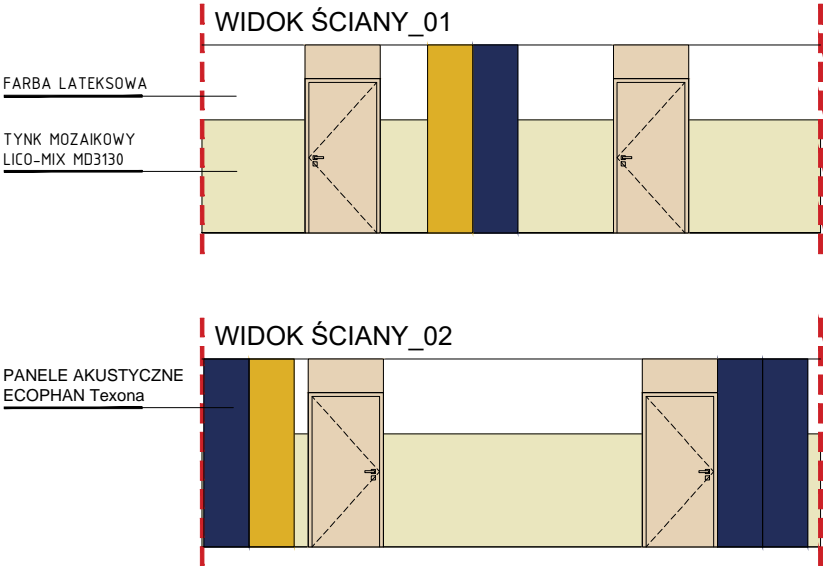 WIDOK ŚCIANY_01
FARBA LATEKSOWA
TYNK MOZAIKOWY
LICO-MIX MD3130
WIDOK ŚCIANY_02
PANELE AKUSTYCZNE
ECOPHAN Texona